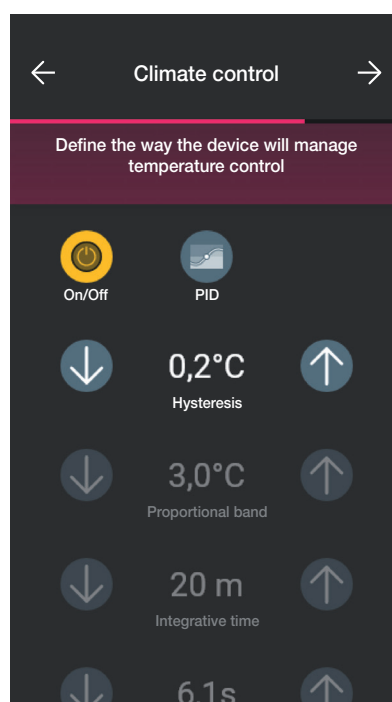 Climate control
Define the way the device will manage
temperature control
On/Off
PID
0,2°C
Hysteresis
3,0°C
Proportional band
20 m
Integrative time
6,1s